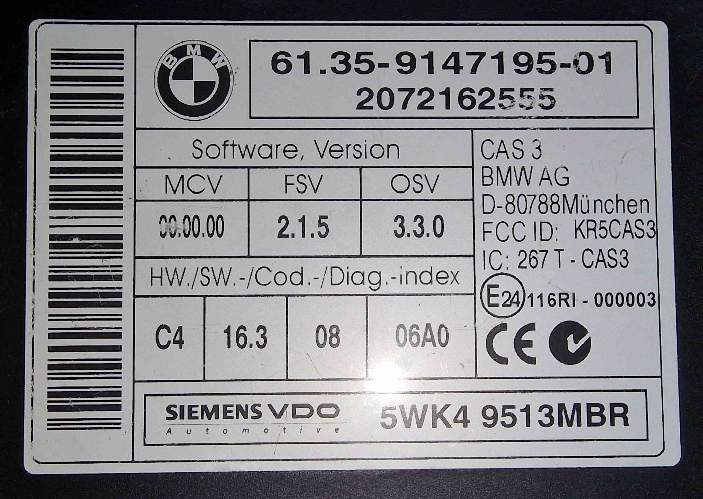 BMW
61.35-9147195-01
2072162555
Software, Version
MCV FSV OSV
00.00.00 2.1.5 3.3.0
HW./SW.-/Cod.-/Diag.-index
C4 16.3 08 06A0
CAS 3
BMW AG
D-80788München
FCC ID: KR5CAS3
IC: 267 T - CAS3
E24 116RI - 000003
CE
SIEMENS VDO
Automotive
5WK4 9513MBR